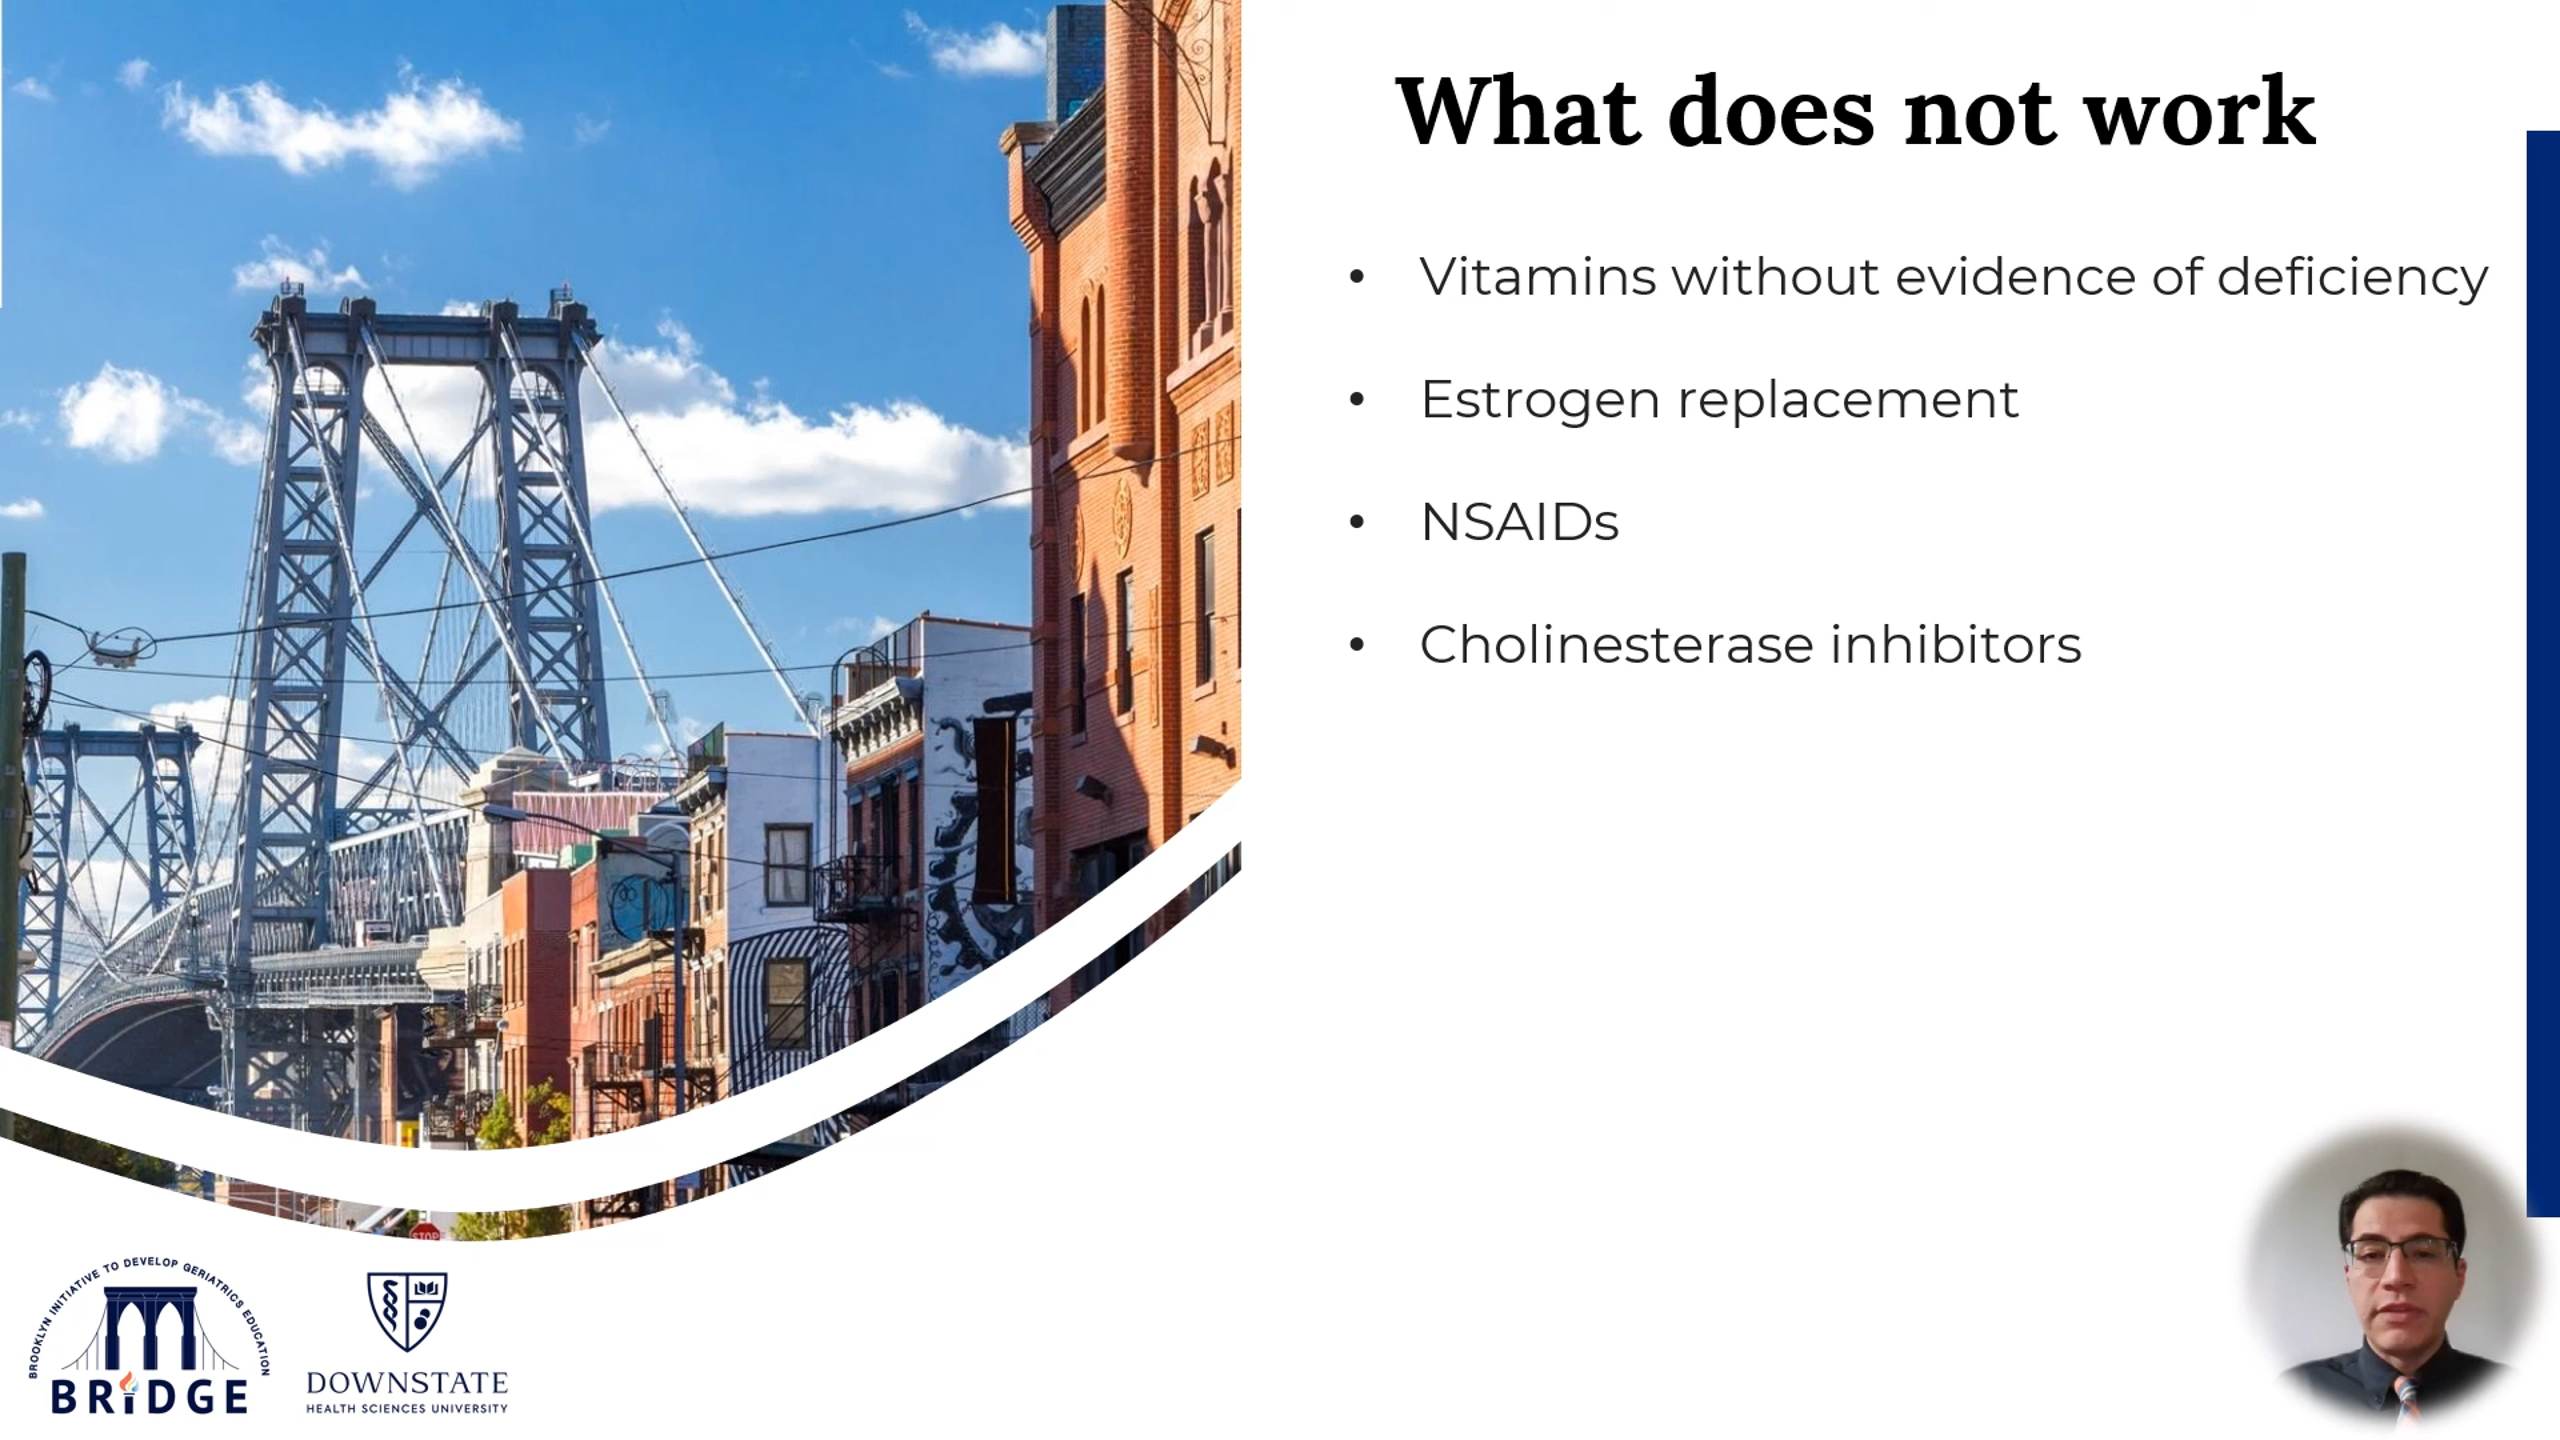 What does not work
• Vitamins without evidence of deficiency
• Estrogen replacement
• NSAIDs
• Cholinesterase inhibitors
STOP
BROOKLYN INITIATIVE TO DEVELOP GERIATRICS EDUCATION
BRIDGE
DOWNSTATE
HEALTH SCIENCES UNIVERSITY